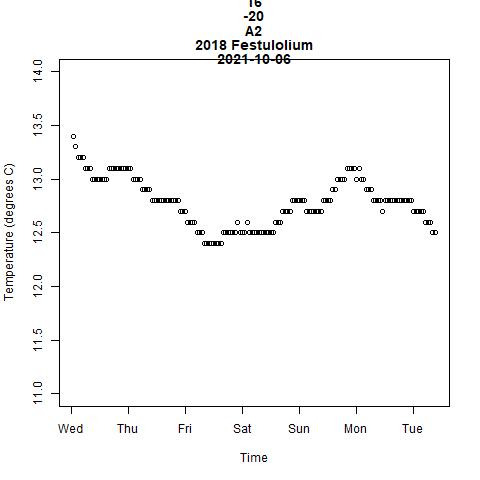 16
-20
A2
2018 Festulolium
2021-10-06
14.0
13.5
13.0
12.5
12.0
11.5
11.0
Temperature (degrees C)
Wed Thu Fri Sat Sun Mon Tue
Time